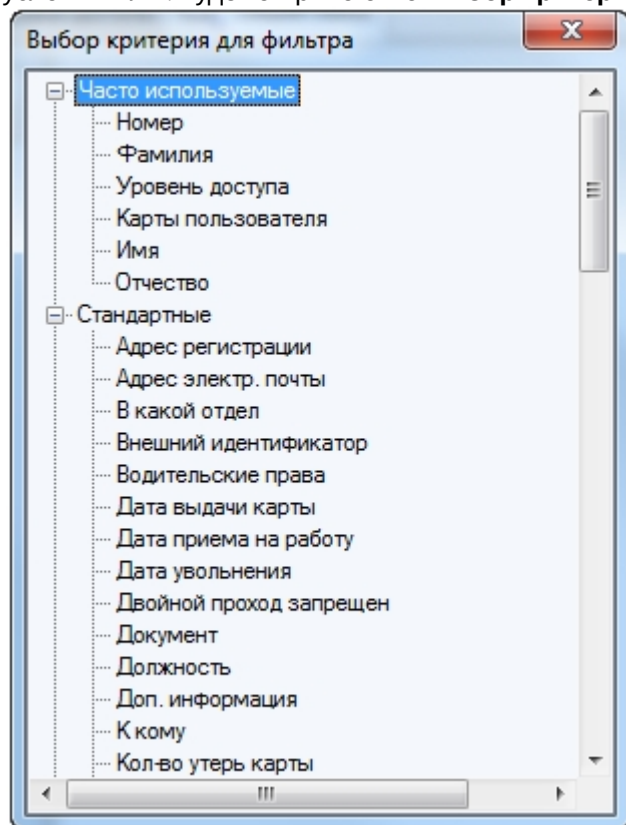 Выбор критерия для фильтра
Часто используемые
Номер
Фамилия
Уровень доступа
Карты пользователя
Имя
Отчество
Стандартные
Адрес регистрации
Адрес электр. почты
В какой отдел
Внешний идентификатор
Водительские права
Дата выдачи карты
Дата приема на работу
Дата увольнения
Двойной проход запрещен
Документ
Должность
Доп. информация
К кому
Кол-во утерь карты